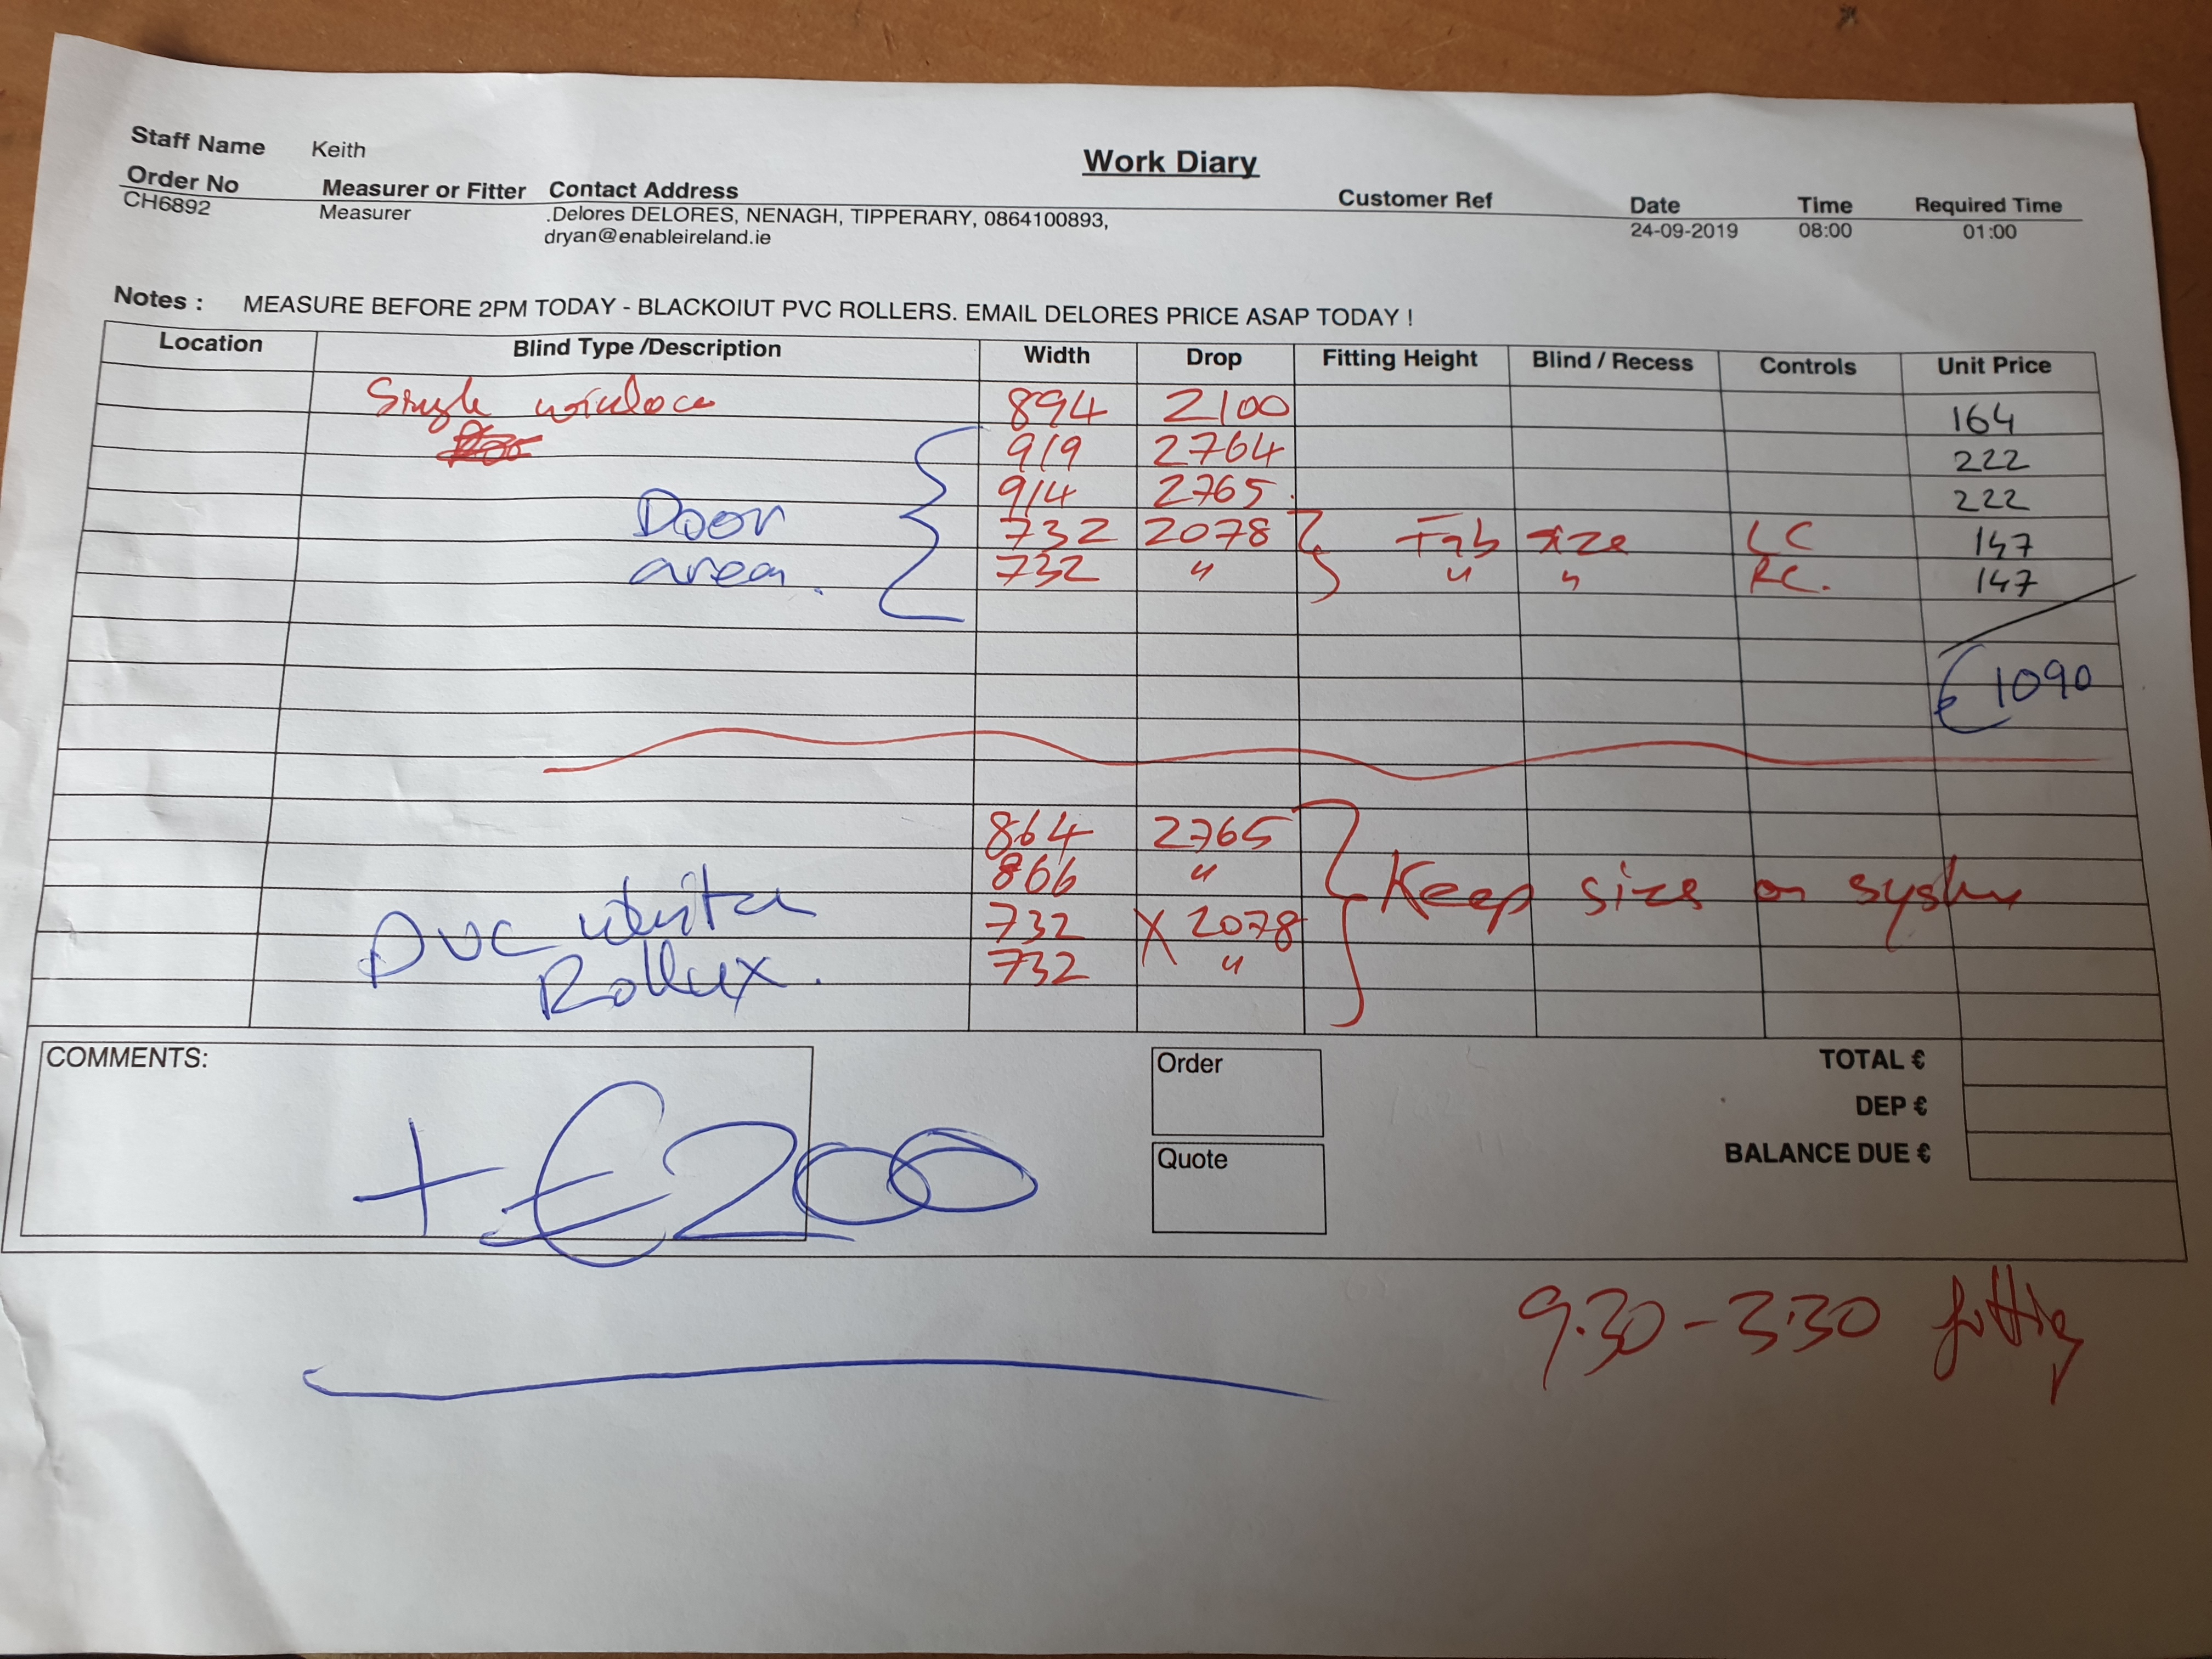 Work Diary
Staff Name Keith
Order No Measurer or Fitter Contact Address Customer Ref Date Time Required Time
CH6892 Measurer .Delores DELORES, NENAGH, TIPPERARY, 0864100893, 24-09-2019 08:00 01:00
dryan@enableireland.ie
Notes : MEASURE BEFORE 2PM TODAY - BLACKOIUT PVC ROLLERS. EMAIL DELORES PRICE ASAP TODAY !
Location Blind Type /Description Width Drop Fitting Height Blind / Recess Controls Unit Price
Single window 894 2100 164
919 2764 222
914 2765 222
Door 732 2078 Fab size LC 147
area. 732 " " " RC. 147
€1090
864 2765
866 " Keep size on system
PVC 732 X 2078
Rollux. 732 "
COMMENTS: Order TOTAL €
DEP €
+€200 Quote BALANCE DUE €
9.30-3.30 fitting